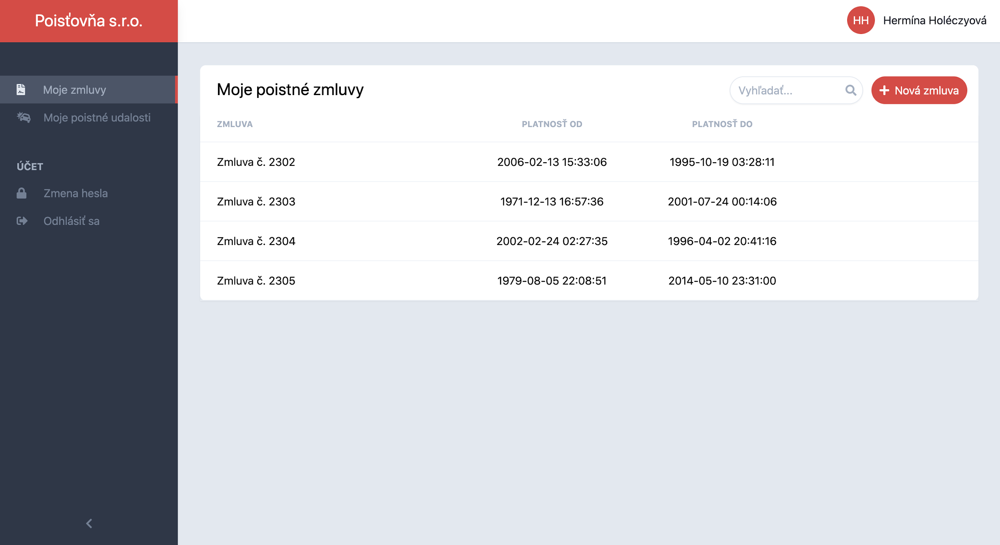 Poisťovňa s.r.o.
HH Hermína Holéczyová
Moje zmluvy
Moje poistné udalosti
ÚČET
Zmena hesla
Odhlásiť sa
Moje poistné zmluvy
Vyhľadať...
Nová zmluva
ZMLUVA PLATNOSŤ OD PLATNOSŤ DO
Zmluva č. 2302 2006-02-13 15:33:06 1995-10-19 03:28:11
Zmluva č. 2303 1971-12-13 16:57:36 2001-07-24 00:14:06
Zmluva č. 2304 2002-02-24 02:27:35 1996-04-02 20:41:16
Zmluva č. 2305 1979-08-05 22:08:51 2014-05-10 23:31:00